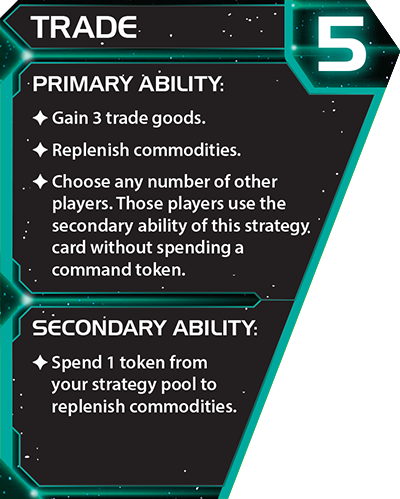 TRADE
5
PRIMARY ABILITY:
Gain 3 trade goods.
Replenish commodities.
Choose any number of other
players. Those players use the
secondary ability of this strategy
card without spending a
command token.
SECONDARY ABILITY:
Spend 1 token from
your strategy pool to
replenish commodities.